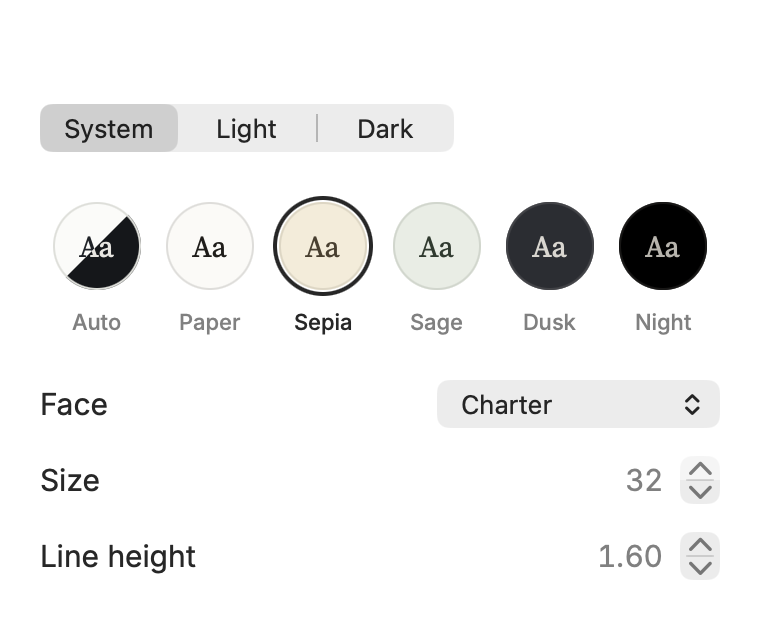 System Light Dark
Aa Aa Aa Aa Aa Aa
Auto Paper Sepia Sage Dusk Night
Face Charter
Size 32
Line height 1.60